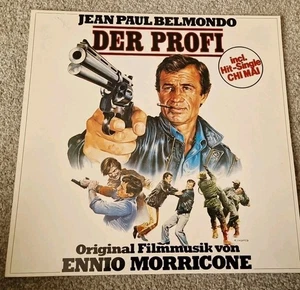 JEAN PAUL BELMONDO
DER PROFI
incl.
Hit-Single
CHI MAI
Original Filmmusik von
ENNIO MORRICONE